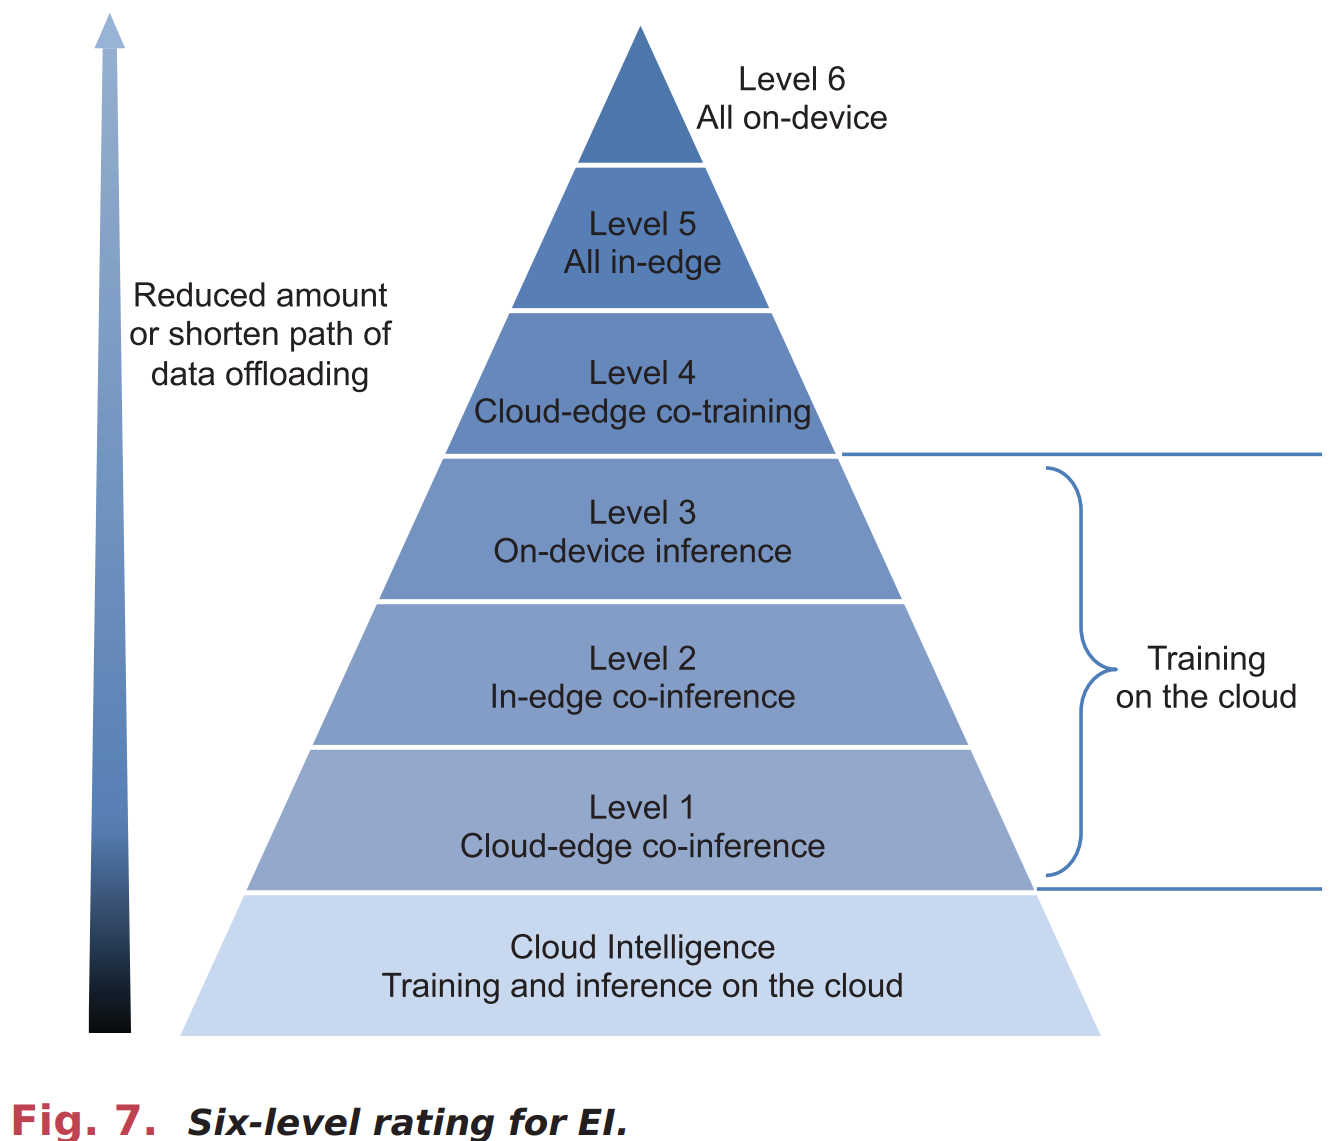 Level 6
All on-device
Level 5
All in-edge
Reduced amount
or shorten path of
data offloading
Level 4
Cloud-edge co-training
Level 3
On-device inference
Level 2
In-edge co-inference
Training
on the cloud
Level 1
Cloud-edge co-inference
Cloud Intelligence
Training and inference on the cloud
Fig. 7. Six-level rating for EI.